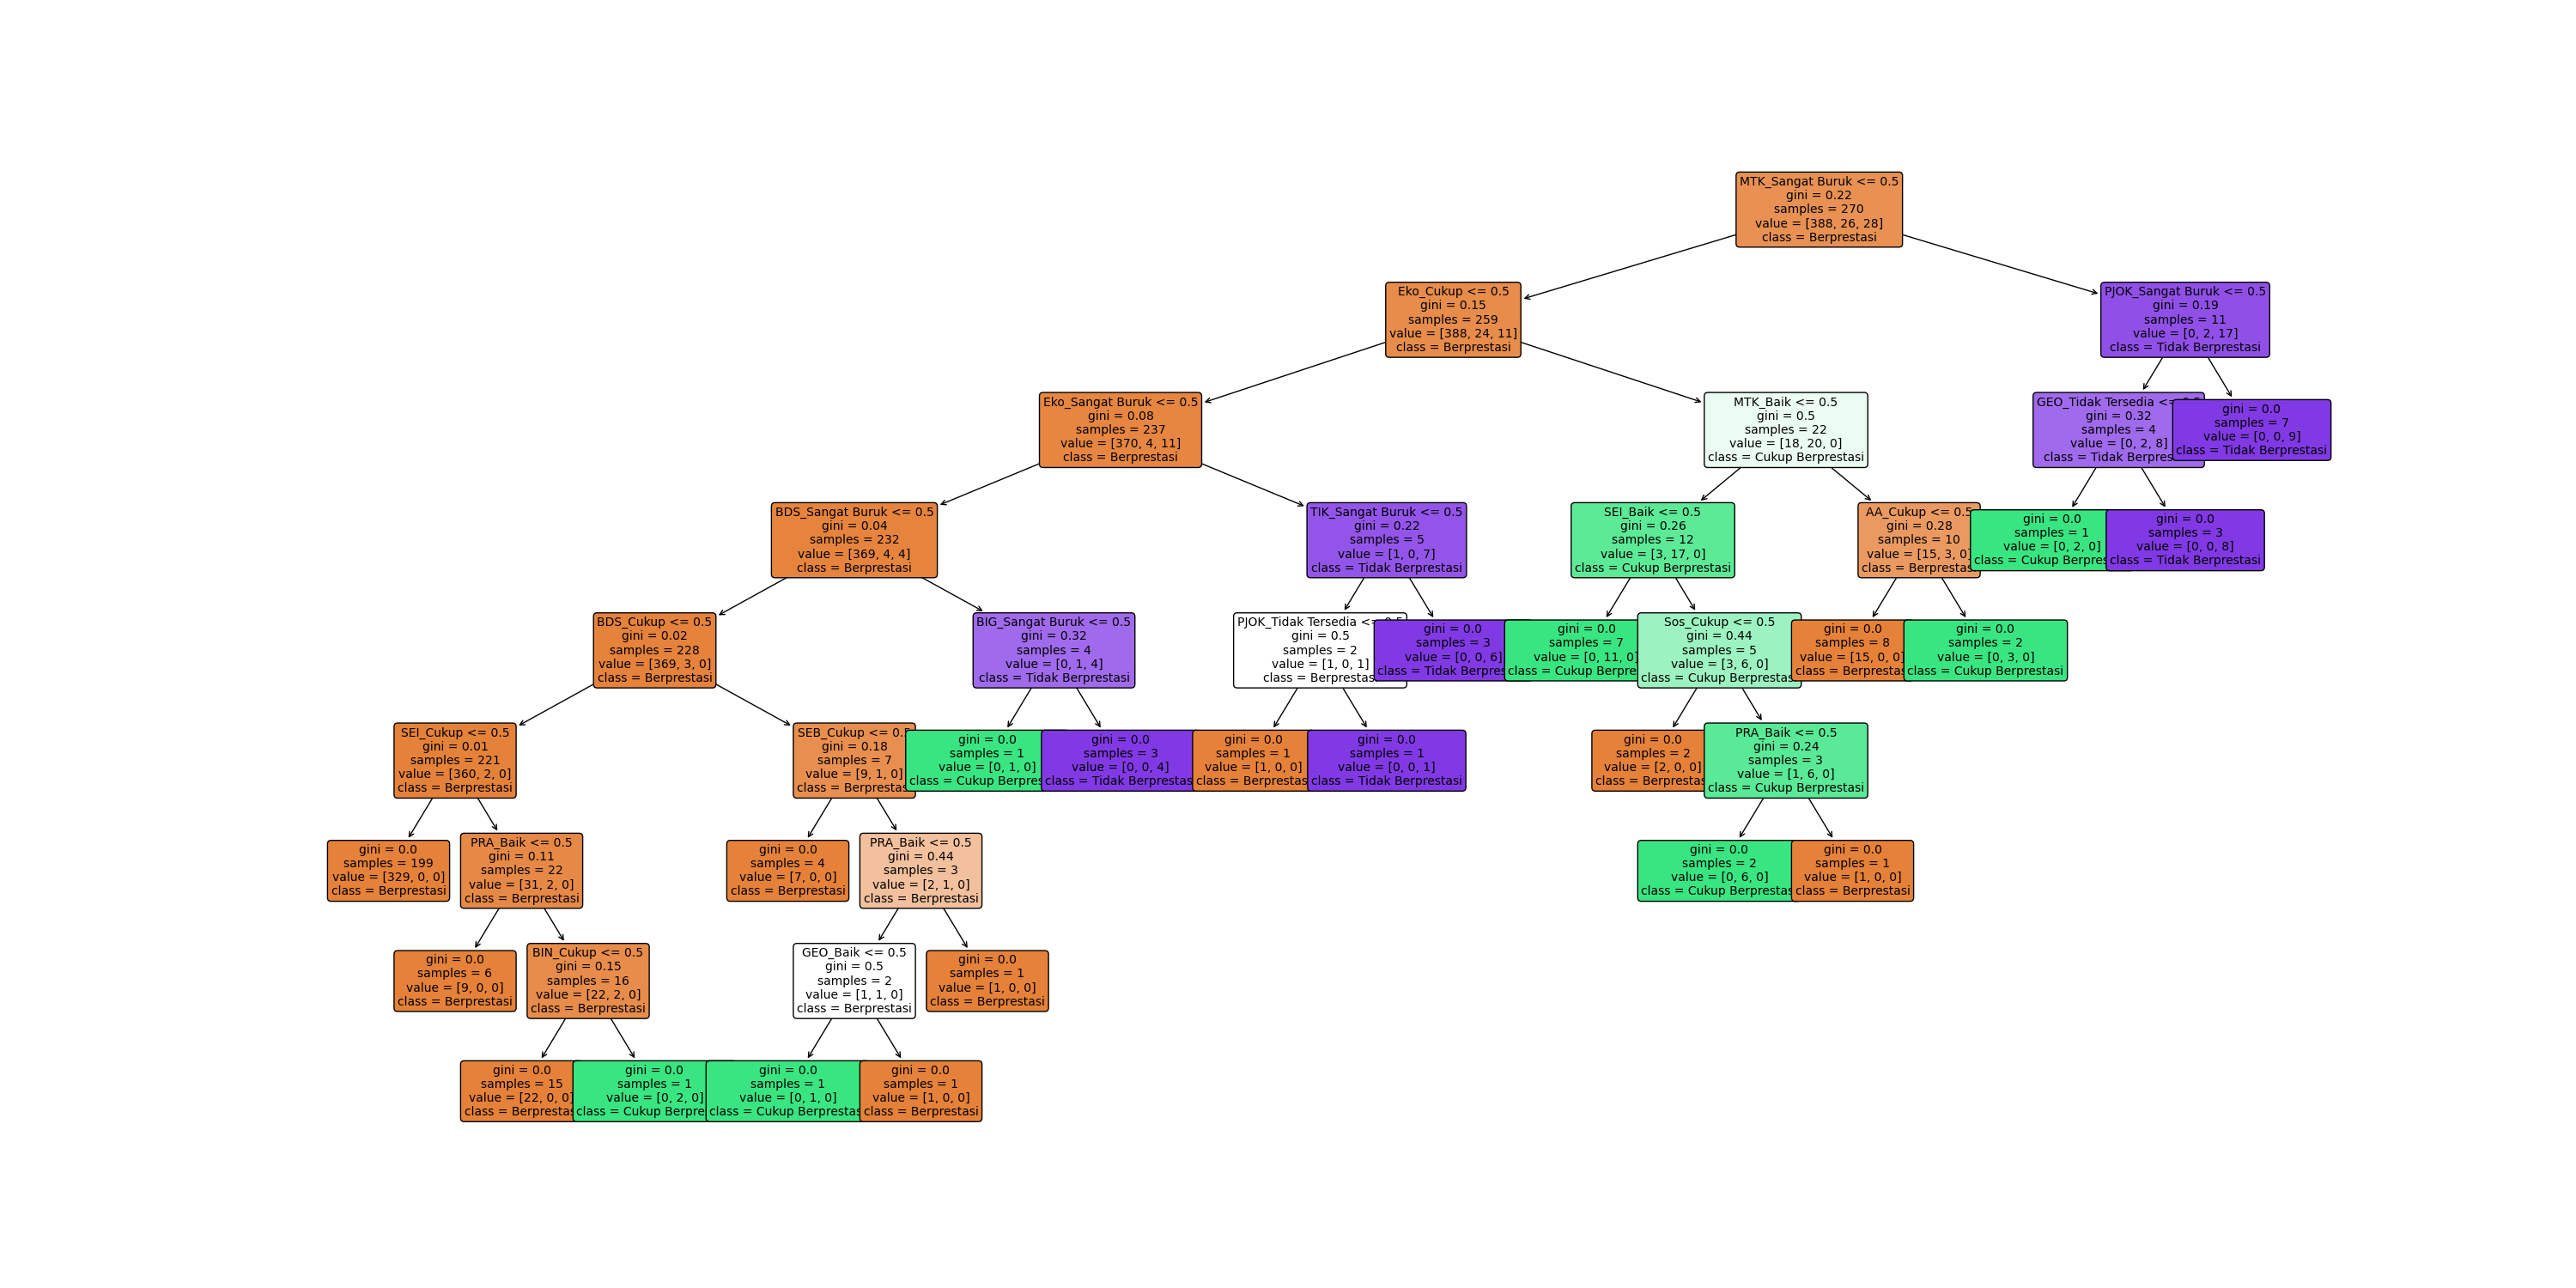 MTK_Sangat Buruk <= 0.5
gini = 0.22
samples = 270
value = [388, 26, 28]
class = Berprestasi
Eko_Cukup <= 0.5
gini = 0.15
samples = 259
value = [388, 24, 11]
class = Berprestasi
PJOK_Sangat Buruk <= 0.5
gini = 0.19
samples = 11
value = [0, 2, 17]
class = Tidak Berprestasi
Eko_Sangat Buruk <= 0.5
gini = 0.08
samples = 237
value = [370, 4, 11]
class = Berprestasi
MTK_Baik <= 0.5
gini = 0.5
samples = 22
value = [18, 20, 0]
class = Cukup Berprestasi
GEO_Tidak Tersedia <=
gini = 0.32
samples = 4
value = [0, 2, 8]
class = Tidak Berpres
gini = 0.0
samples = 7
value = [0, 0, 9]
class = Tidak Berprestasi
BDS_Sangat Buruk <= 0.5
gini = 0.04
samples = 232
value = [369, 4, 4]
class = Berprestasi
TIK_Sangat Buruk <= 0.5
gini = 0.22
samples = 5
value = [1, 0, 7]
class = Tidak Berprestasi
SEI_Baik <= 0.5
gini = 0.26
samples = 12
value = [3, 17, 0]
class = Cukup Berprestasi
AA_Cukup <= 0.5
gini = 0.28
samples = 10
value = [15, 3, 0]
class = Berprestas
gini = 0.0
samples = 1
value = [0, 2, 0]
class = Cukup Berpres
gini = 0.0
samples = 3
value = [0, 0, 8]
class = Tidak Berprestasi
BDS_Cukup <= 0.5
gini = 0.02
samples = 228
value = [369, 3, 0]
class = Berprestasi
BIG_Sangat Buruk <= 0.5
gini = 0.32
samples = 4
value = [0, 1, 4]
class = Tidak Berprestasi
PJOK_Tidak Tersedia <=
gini = 0.5
samples = 2
value = [1, 0, 1]
class = Berprestas
gini = 0.0
samples = 3
value = [0, 0, 6]
class = Tidak Berpres
gini = 0.0
samples = 7
value = [0, 11, 0]
class = Cukup Berpre
Sos_Cukup <= 0.5
gini = 0.44
samples = 5
value = [3, 6, 0]
class = Cukup Berprestas
gini = 0.0
samples = 8
value = [15, 0, 0]
class = Berprestas
gini = 0.0
samples = 2
value = [0, 3, 0]
class = Cukup Berprestasi
SEI_Cukup <= 0.5
gini = 0.01
samples = 221
value = [360, 2, 0]
class = Berprestasi
SEB_Cukup <= 0.5
gini = 0.18
samples = 7
value = [9, 1, 0]
class = Berprestas
gini = 0.0
samples = 1
value = [0, 1, 0]
class = Cukup Berpres
gini = 0.0
samples = 3
value = [0, 0, 4]
class = Tidak Berprestas
gini = 0.0
samples = 1
value = [1, 0, 0]
class = Berprestas
gini = 0.0
samples = 1
value = [0, 0, 1]
class = Tidak Berprestasi
gini = 0.0
samples = 2
value = [2, 0, 0]
class = Berprestas
PRA_Baik <= 0.5
gini = 0.24
samples = 3
value = [1, 6, 0]
class = Cukup Berprestasi
gini = 0.0
samples = 199
value = [329, 0, 0]
class = Berprestasi
PRA_Baik <= 0.5
gini = 0.11
samples = 22
value = [31, 2, 0]
class = Berprestasi
gini = 0.0
samples = 4
value = [7, 0, 0]
class = Berprestasi
PRA_Baik <= 0.5
gini = 0.44
samples = 3
value = [2, 1, 0]
class = Berprestasi
gini = 0.0
samples = 2
value = [0, 6, 0]
class = Cukup Berprestas
gini = 0.0
samples = 1
value = [1, 0, 0]
class = Berprestasi
gini = 0.0
samples = 6
value = [9, 0, 0]
class = Berprestasi
BIN_Cukup <= 0.5
gini = 0.15
samples = 16
value = [22, 2, 0]
class = Berprestasi
GEO_Baik <= 0.5
gini = 0.5
samples = 2
value = [1, 1, 0]
class = Berprestasi
gini = 0.0
samples = 1
value = [1, 0, 0]
class = Berprestasi
gini = 0.0
samples = 15
value = [22, 0, 0]
class = Berprestas
gini = 0.0
samples = 1
value = [0, 2, 0]
class = Cukup Berpre
gini = 0.0
samples = 1
value = [0, 1, 0]
class = Cukup Berprestas
gini = 0.0
samples = 1
value = [1, 0, 0]
class = Berprestasi